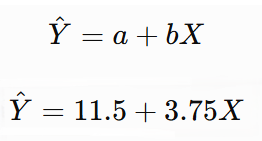 Ŷ = a + bX
Ŷ = 11.5 + 3.75X